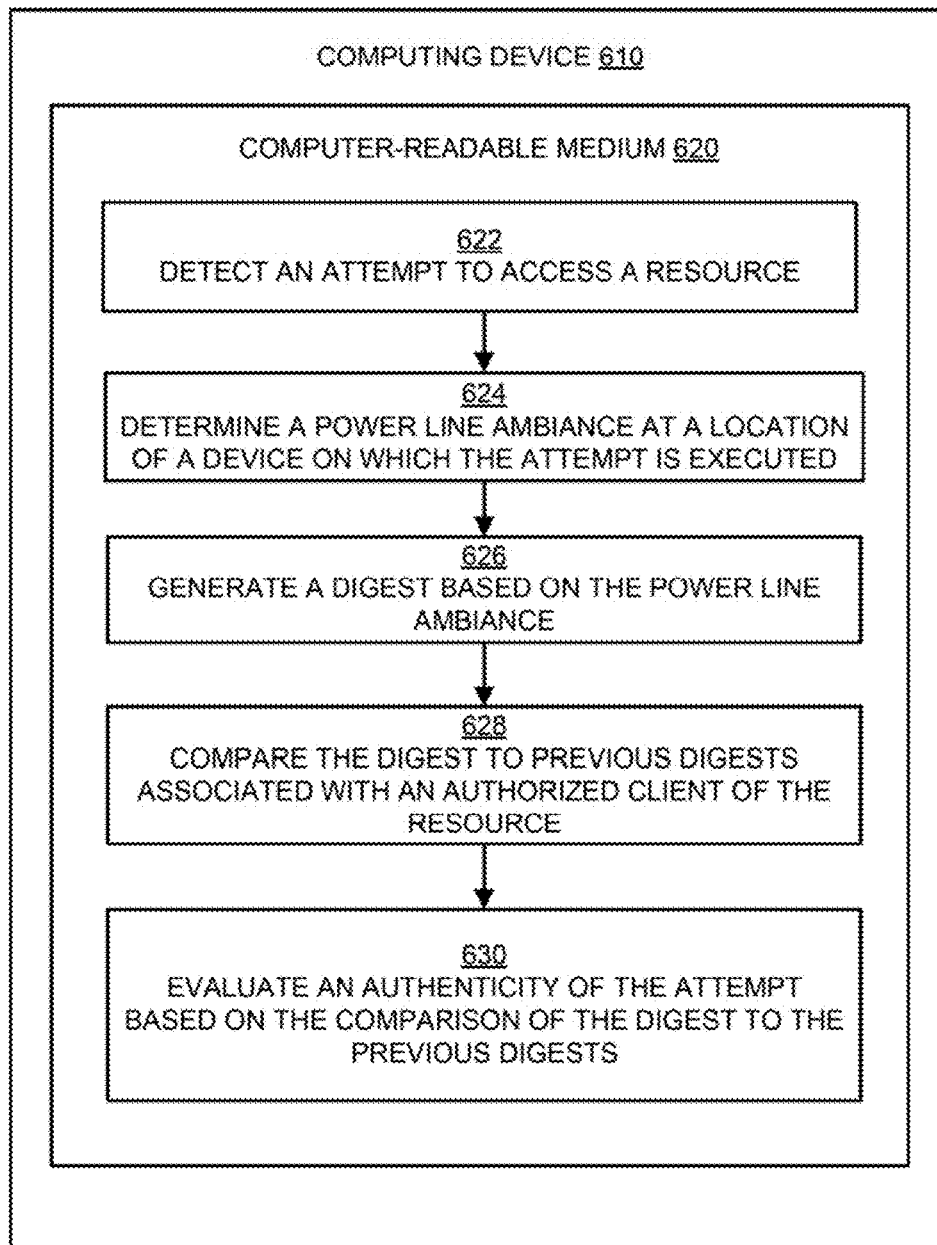 COMPUTING DEVICE 610
COMPUTER-READABLE MEDIUM 620
622
DETECT AN ATTEMPT TO ACCESS A RESOURCE
624
DETERMINE A POWER LINE AMBIANCE AT A LOCATION
OF A DEVICE ON WHICH THE ATTEMPT IS EXECUTED
626
GENERATE A DIGEST BASED ON THE POWER LINE
AMBIANCE
628
COMPARE THE DIGEST TO PREVIOUS DIGESTS
ASSOCIATED WITH AN AUTHORIZED CLIENT OF THE
RESOURCE
630
EVALUATE AN AUTHENTICITY OF THE ATTEMPT
BASED ON THE COMPARISON OF THE DIGEST TO THE
PREVIOUS DIGESTS